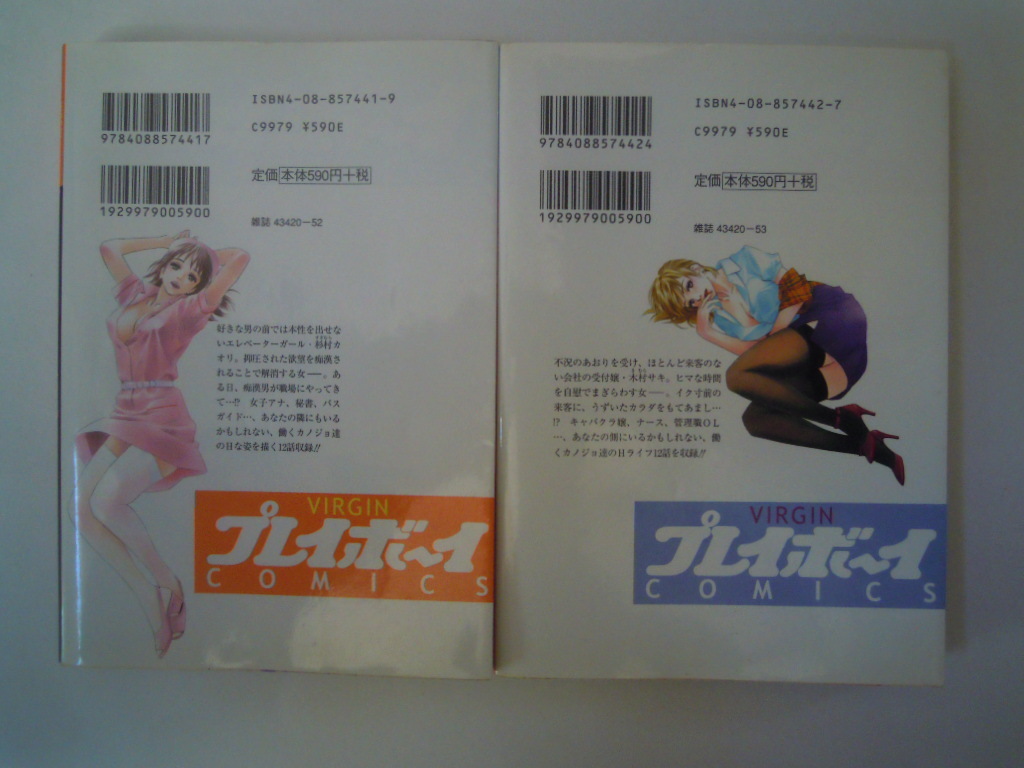 ISBN4-08-857441-9
9784088574417
C9979 ¥590E
定価 本体590円+税
1929979005900
雑誌 43420-52
好きな男の前では本性を出せな
いエレベーターガール・杉村カ
オリ。抑圧された欲望を痴漢さ
れることで解消する女――。あ
る日、痴漢男が職場にやってき
て…!? 女子アナ、秘書、バス
ガイド…、あなたの隣にもいる
かもしれない、働くカノジョ達
の日な姿を描く12話収録!!
VIRGIN
プレイボーイ
COMICS
ISBN4-08-857442-7
9784088574424
C9979 ¥590E
定価 本体590円+税
1929979005900
雑誌 43420-53
不況のあおりを受け、ほとんど来客のな
い会社の受付嬢・木村サキ。ヒマな時間
を自慰でまぎらわす女――。イク寸前の
来客に、うずいたカラダをもてあまし…
!? キャバクラ嬢、ナース、管理職OL
…、あなたの側にいるかもしれない、働
くカノジョ達の日ライフ12話を収録!!
VIRGIN
プレイボーイ
COMICS